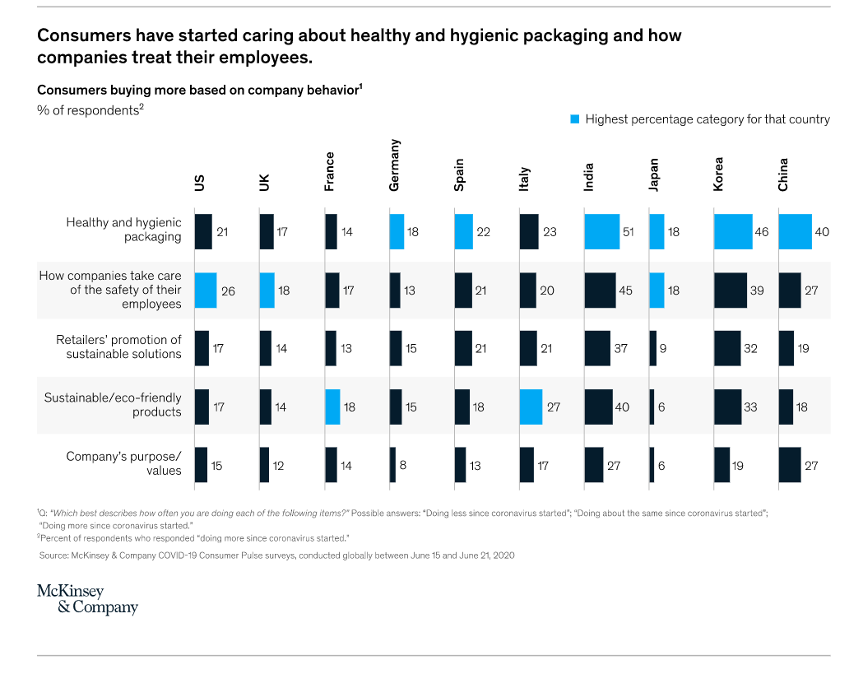 Consumers have started caring about healthy and hygienic packaging and how
companies treat their employees.
Consumers buying more based on company behavior¹
% of respondents²
Highest percentage category for that country
US UK France Germany Spain Italy India Japan Korea China
Healthy and hygienic
packaging
21 17 14 18 22 23 51 18 46 40
How companies take care
of the safety of their
employees
26 18 17 13 21 20 45 18 39 27
Retailers' promotion of
sustainable solutions
17 14 13 15 21 21 37 9 32 19
Sustainable/eco-friendly
products
17 14 18 15 18 27 40 6 33 18
Company's purpose/
values
15 12 14 8 13 17 27 6 19 27
¹Q: "Which best describes how often you are doing each of the following items?" Possible answers: "Doing less since coronavirus started"; "Doing about the same since coronavirus started";
"Doing more since coronavirus started."
²Percent of respondents who responded "doing more since coronavirus started."
Source: McKinsey & Company COVID-19 Consumer Pulse surveys, conducted globally between June 15 and June 21, 2020
McKinsey
& Company